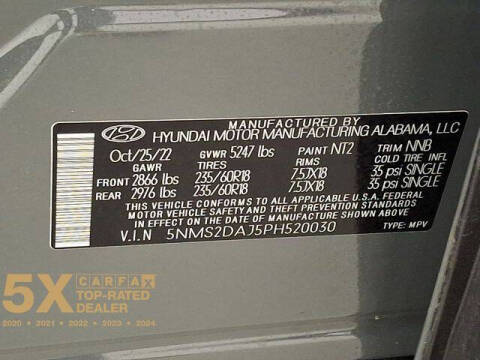 MANUFACTURED BY
HYUNDAI MOTOR MANUFACTURING ALABAMA, LLC
Oct/25/22 GVWR 5247 lbs PAINT NT2 TRIM NNB
GAWR TIRES RIMS COLD TIRE INFL
FRONT 2866 lbs 235/60R18 7.5JX18 35 psi SINGLE
REAR 2976 lbs 235/60R18 7.5JX18 35 psi SINGLE
THIS VEHICLE CONFORMS TO ALL APPLICABLE U.S.A. FEDERAL
MOTOR VEHICLE SAFETY AND BUMPER STANDARDS IN EFFECT ON
THE DATE OF MANUFACTURE SHOWN ABOVE.
V.I.N 5NMS2DAJ5PH520030 TYPE: MPV
5X CARFAX
TOP-RATED
DEALER
2020 • 2021 • 2022 • 2023 • 2024